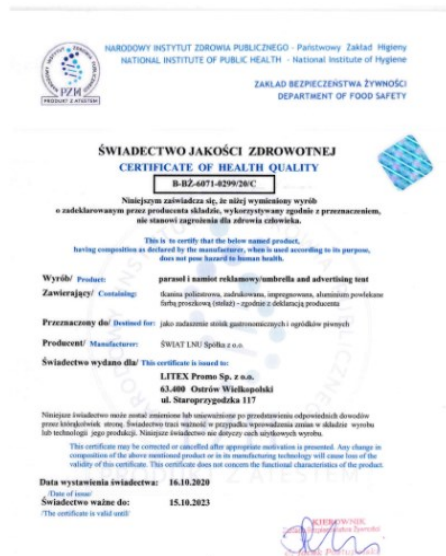 NARODOWY INSTYTUT ZDROWIA PUBLICZNEGO - Państwowy Zakład Higieny
NATIONAL INSTITUTE OF PUBLIC HEALTH - National Institute of Hygiene
ZAKŁAD BEZPIECZEŃSTWA ŻYWNOŚCI
DEPARTMENT OF FOOD SAFETY
PZH
PRODUKT Z ATESTEM
ŚWIADECTWO JAKOŚCI ZDROWOTNEJ
CERTIFICATE OF HEALTH QUALITY
B-BŻ-6071-0299/20/C
Niniejszym zaświadcza się, że niżej wymieniony wyrób
o zadeklarowanym przez producenta składzie, wykorzystywany zgodnie z przeznaczeniem,
nie stanowi zagrożenia dla zdrowia człowieka.
This is to certify that the below named product,
having composition as declared by the manufacturer, when is used according to its purpose,
does not pose hazard to human health.
Wyrób/ Product: parasol i namiot reklamowy/umbrella and advertising tent
Zawierający/ Containing: tkanina poliestrowa, zadrukowana, impregnowana, aluminium powlekane
farbą proszkową (stelaż) - zgodnie z deklaracją producenta
Przeznaczony do/ Destined for: jako zadaszenie stoisk gastronomicznych i ogródków piwnych
Producent/ Manufacturer: ŚWIAT LNU Spółka z o.o.
Świadectwo wydano dla/ This certificate is issued to:
LITEX Promo Sp. z o.o.
63.400 Ostrów Wielkopolski
ul. Staroprzygodzka 117
Niniejsze świadectwo może zostać zmienione lub unieważnione po przedstawieniu odpowiednich dowodów
przez którąkolwiek stronę. Świadectwo traci ważność w przypadku wprowadzenia zmian w składzie wyrobu
lub technologii jego produkcji. Niniejsze świadectwo nie dotyczy cech użytkowych wyrobu.
This certificate may be corrected or cancelled after appropriate motivation is presented. Any change in
composition of the above mentioned product or in its manufacturing technology will cause loss of the
validity of this certificate. This certificate does not concern the functional characteristics of the product.
Data wystawienia świadectwa: 16.10.2020
/Date of issue/
Świadectwo ważne do: 15.10.2023
/The certificate is valid until/
KIEROWNIK